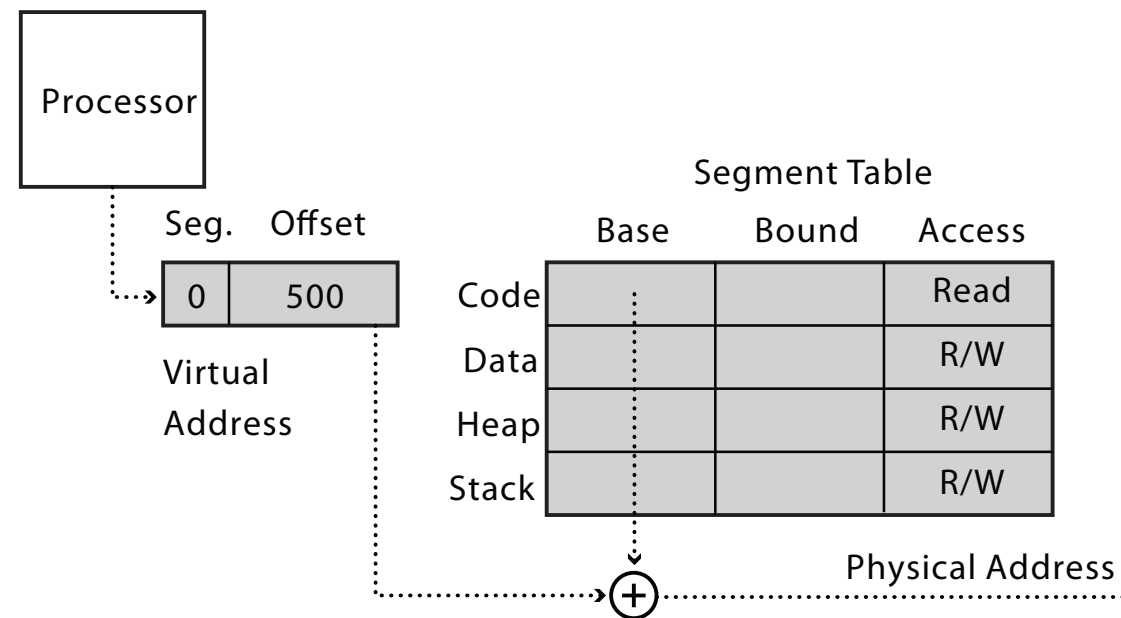 Processor
Segment Table
Seg. Offset
Base Bound Access
0 500
Code Read
Data R/W
Virtual
Address
Heap R/W
Stack R/W
Physical Address
+